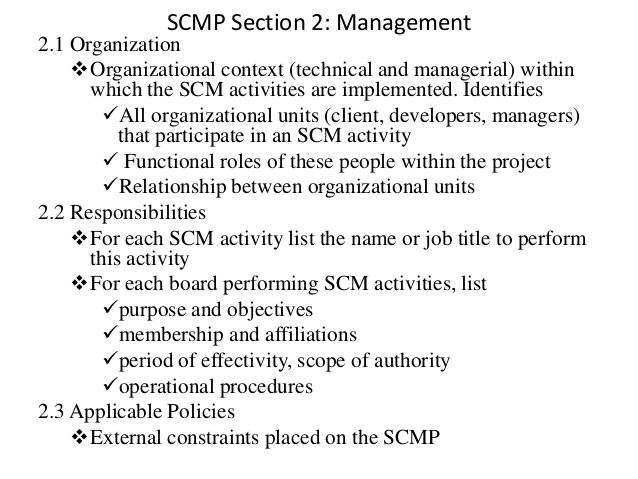 SCMP Section 2: Management
2.1 Organization
❖Organizational context (technical and managerial) within
which the SCM activities are implemented. Identifies
✓All organizational units (client, developers, managers)
that participate in an SCM activity
✓ Functional roles of these people within the project
✓Relationship between organizational units
2.2 Responsibilities
❖For each SCM activity list the name or job title to perform
this activity
❖For each board performing SCM activities, list
✓purpose and objectives
✓membership and affiliations
✓period of effectivity, scope of authority
✓operational procedures
2.3 Applicable Policies
❖External constraints placed on the SCMP